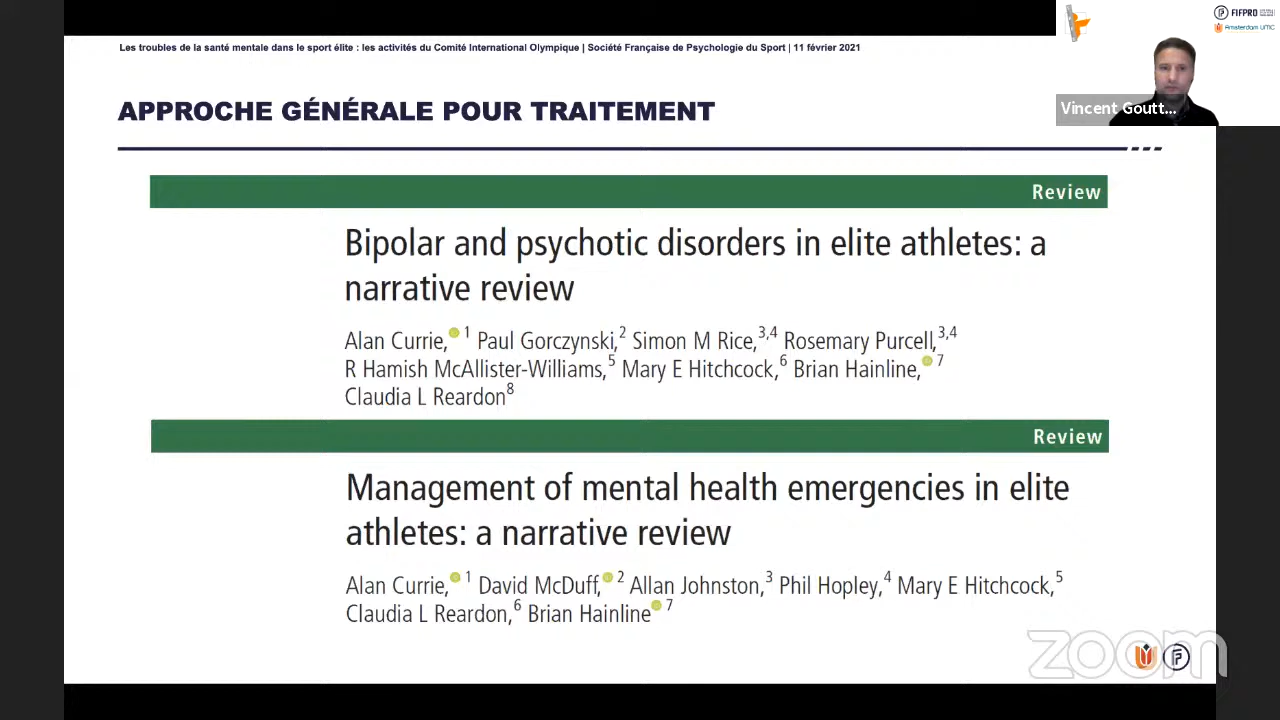 Les troubles de la santé mentale dans le sport élite : les activités du Comité International Olympique | Société Française de Psychologie du Sport | 11 février 2021
FIFPRO
Amsterdam UMC
Vincent Goutt...
APPROCHE GÉNÉRALE POUR TRAITEMENT
Review
Bipolar and psychotic disorders in elite athletes: a
narrative review
Alan Currie, 1 Paul Gorczynski,2 Simon M Rice,3,4 Rosemary Purcell,3,4
R Hamish McAllister-Williams,5 Mary E Hitchcock,6 Brian Hainline, 7
Claudia L Reardon8
Review
Management of mental health emergencies in elite
athletes: a narrative review
Alan Currie, 1 David McDuff, 2 Allan Johnston,3 Phil Hopley,4 Mary E Hitchcock,5
Claudia L Reardon,6 Brian Hainline 7
zoom